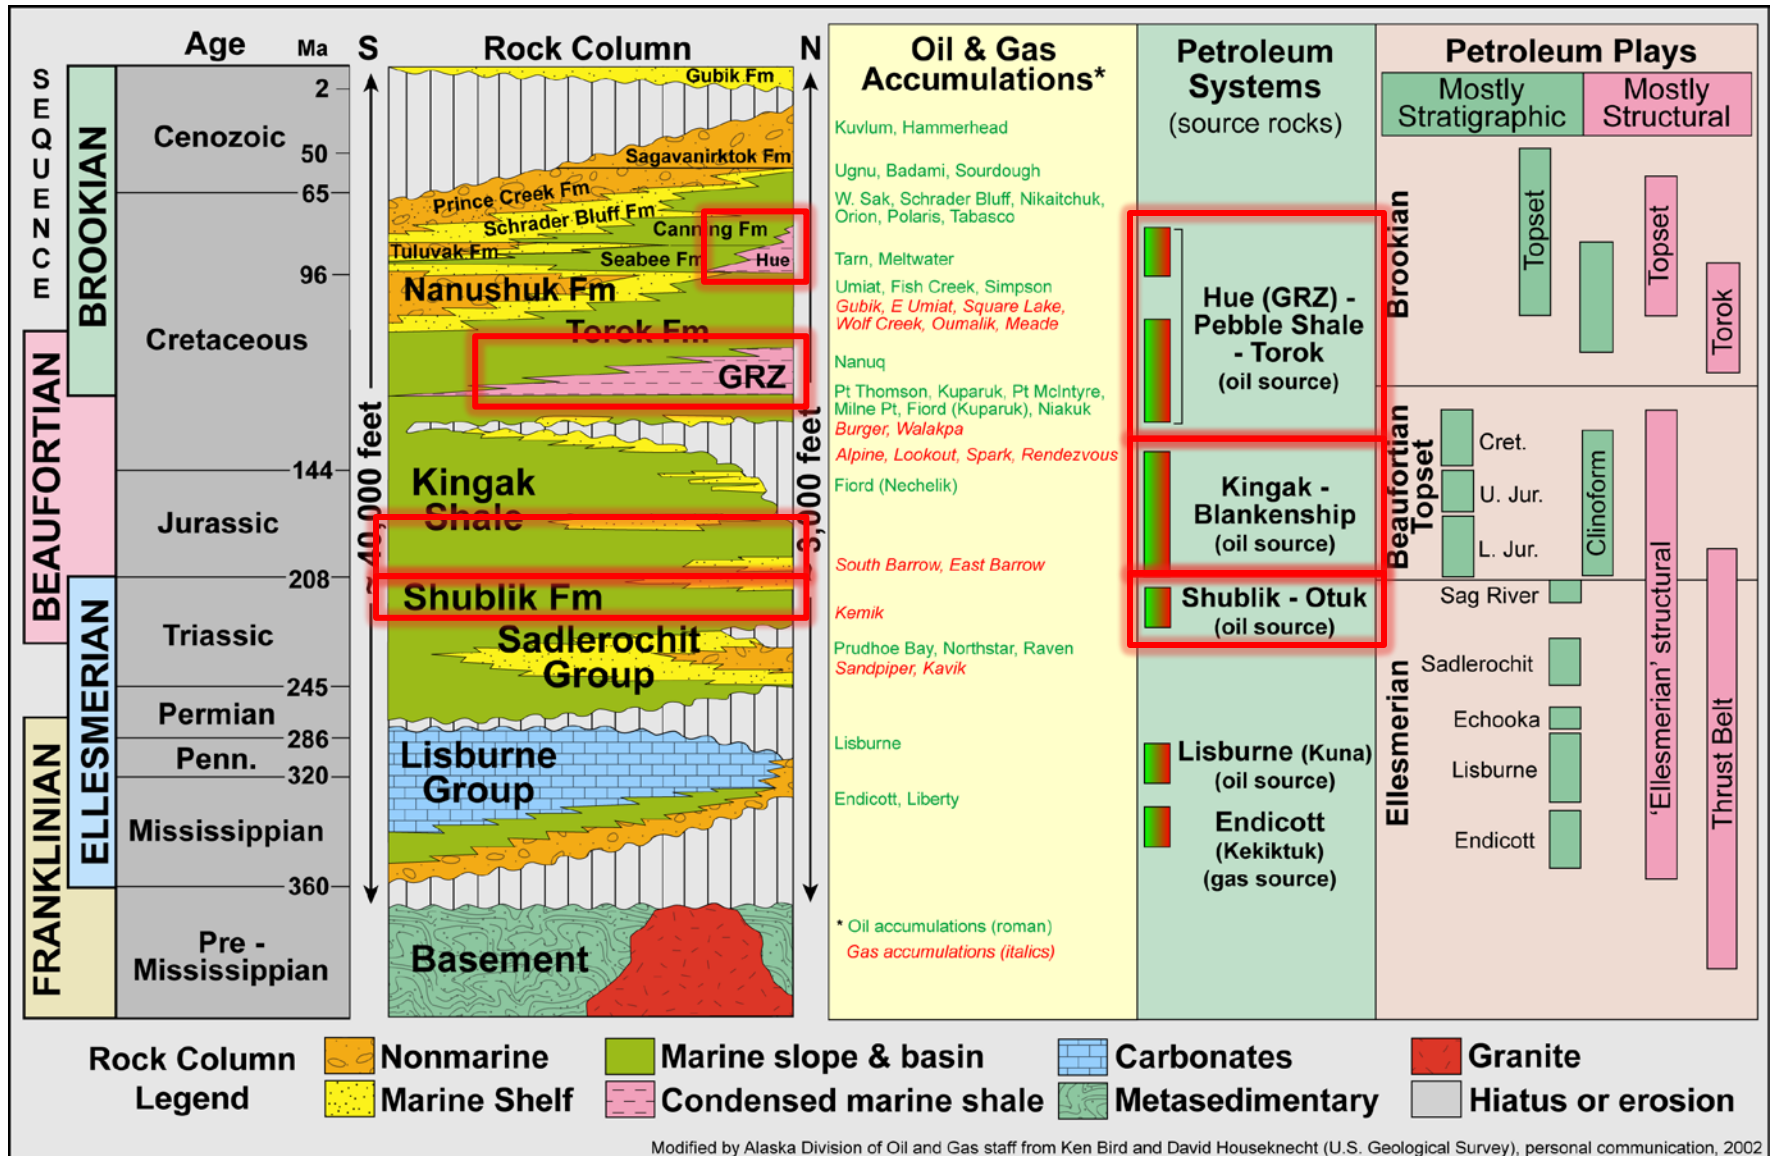 SEQUENCE
Age
Ma
S
Rock Column
N
Oil & Gas
Accumulations*
Petroleum
Systems
(source rocks)
Petroleum Plays
Mostly
Stratigraphic
Mostly
Structural
BROOKIAN
BEAUFORTIAN
ELLESMERIAN
FRANKLINIAN
2
Cenozoic
50
65
96
Cretaceous
144
Jurassic
208
Triassic
245
Permian
286
Penn.
320
Mississippian
360
Pre -
Mississippian
Gubik Fm
Sagavanirktok Fm
Prince Creek Fm
Schrader Bluff Fm
Canning Fm
Tuluvak Fm
Seabee Fm
Hue
Nanushuk Fm
Torok Fm
GRZ
Kingak
Shale
Shublik Fm
Sadlerochit
Group
Lisburne
Group
Basement
,000 feet
,000 feet
Kuvlum, Hammerhead
Ugnu, Badami, Sourdough
W. Sak, Schrader Bluff, Nikaitchuk,
Orion, Polaris, Tabasco
Tarn, Meltwater
Umiat, Fish Creek, Simpson
Gubik, E Umiat, Square Lake,
Wolf Creek, Oumalik, Meade
Nanuq
Pt Thomson, Kuparuk, Pt McIntyre,
Milne Pt, Fiord (Kuparuk), Niakuk
Burger, Walakpa
Alpine, Lookout, Spark, Rendezvous
Fiord (Nechelik)
South Barrow, East Barrow
Kemik
Prudhoe Bay, Northstar, Raven
Sandpiper, Kavik
Lisburne
Endicott, Liberty
* Oil accumulations (roman)
Gas accumulations (italics)
Hue (GRZ) -
Pebble Shale
- Torok
(oil source)
Kingak -
Blankenship
(oil source)
Shublik - Otuk
(oil source)
Lisburne (Kuna)
(oil source)
Endicott
(Kekiktuk)
(gas source)
Brookian
Topset
Topset
Torok
Beaufortian
Topset
Cret.
U. Jur.
L. Jur.
Clinoform
Ellesmerian
Sag River
Sadlerochit
Echooka
Lisburne
Endicott
'Ellesmerian' structural
Thrust Belt
Rock Column
Legend
Nonmarine
Marine slope & basin
Carbonates
Granite
Marine Shelf
Condensed marine shale
Metasedimentary
Hiatus or erosion
Modified by Alaska Division of Oil and Gas staff from Ken Bird and David Houseknecht (U.S. Geological Survey), personal communication, 2002